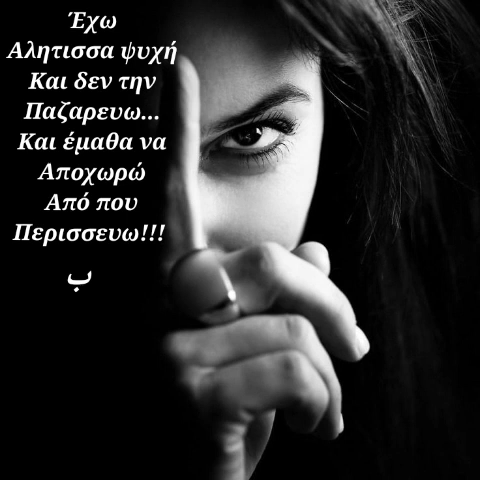 Έχω
Αλητισσα ψυχή
Και δεν την
Παζαρευω...
Και έμαθα να
Αποχωρώ
Από που
Περισσευω!!!
ب